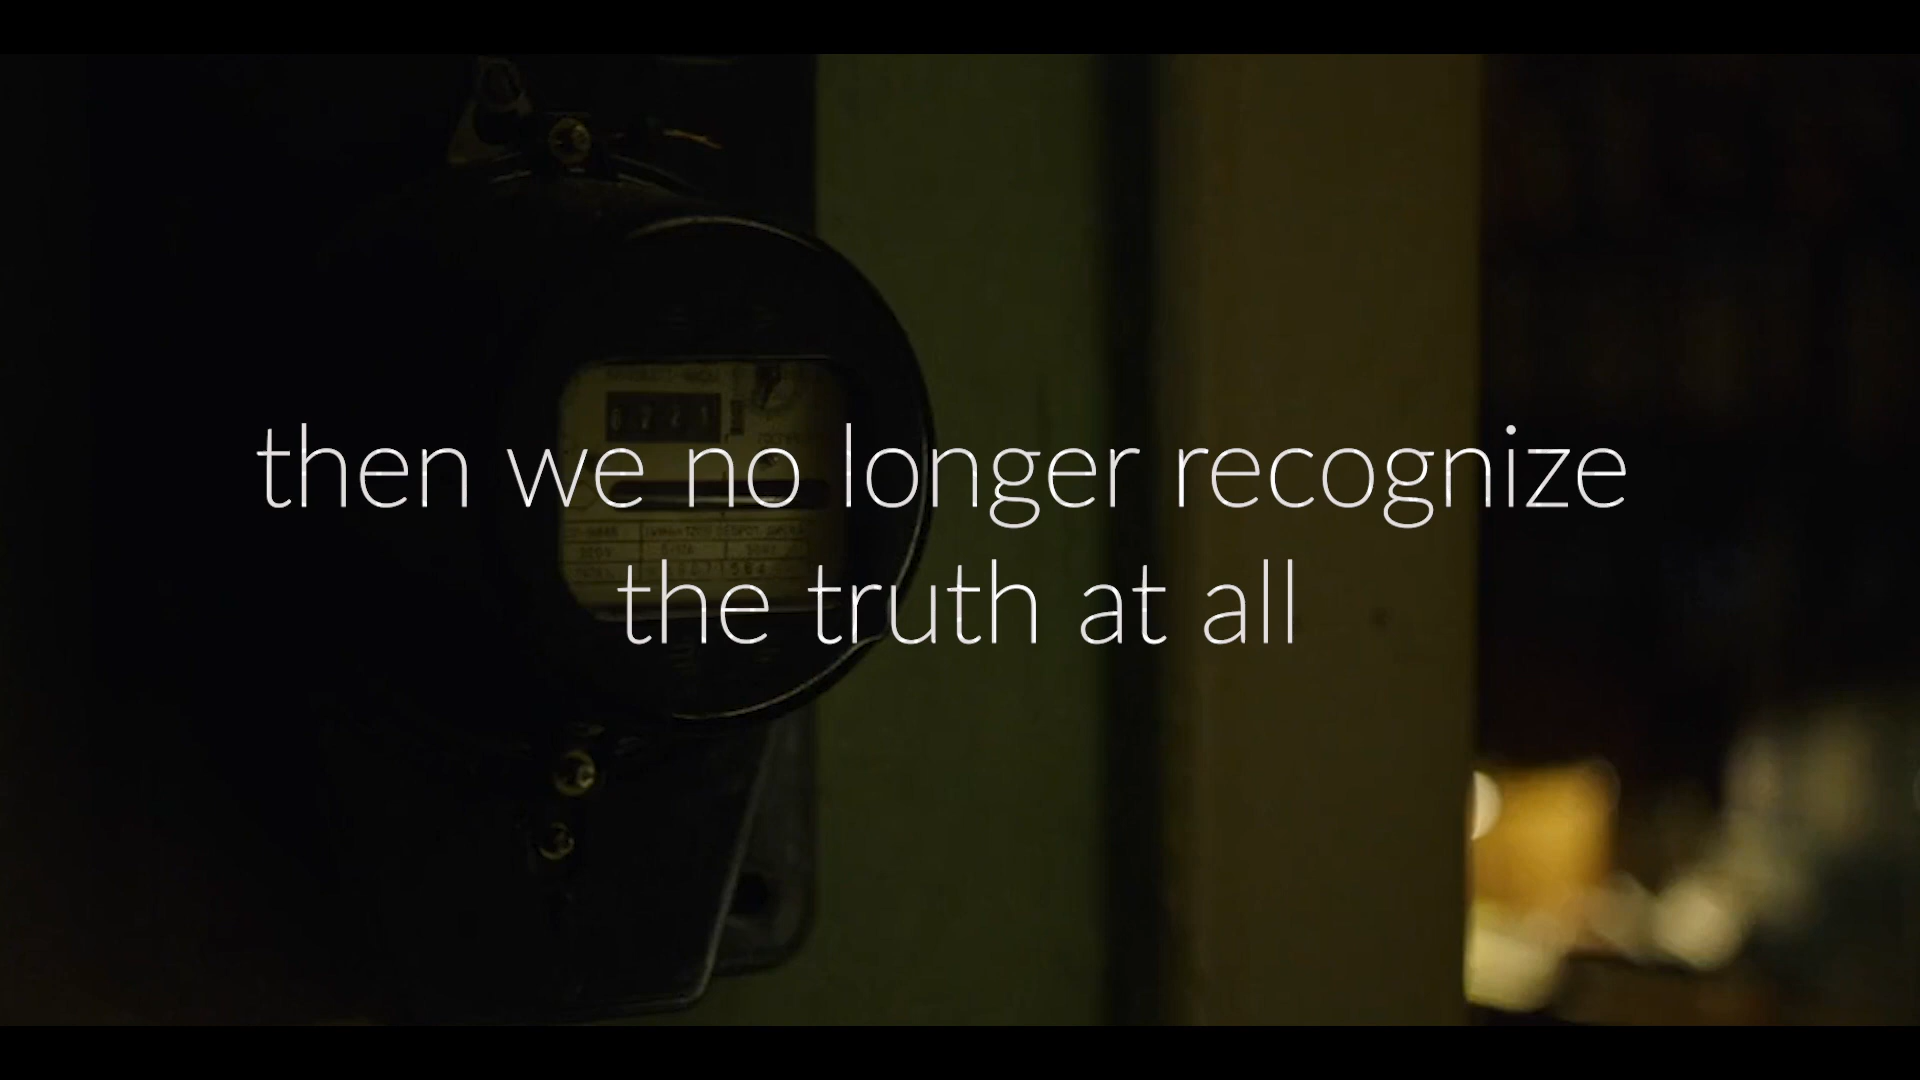 then we no longer recognize
the truth at all